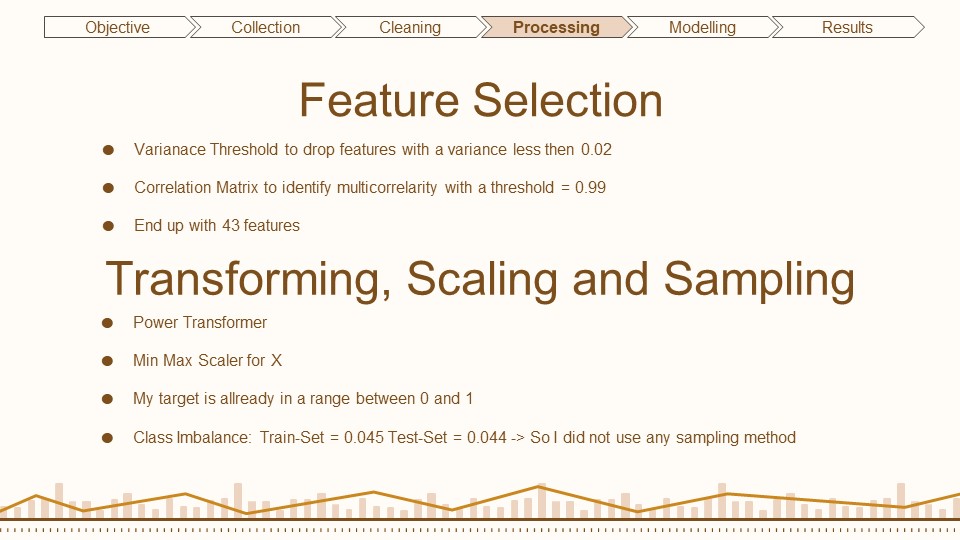 Objective Collection Cleaning Processing Modelling Results
Feature Selection
● Varianace Threshold to drop features with a variance less then 0.02
● Correlation Matrix to identify multicorrelarity with a threshold = 0.99
● End up with 43 features
Transforming, Scaling and Sampling
● Power Transformer
● Min Max Scaler for X
● My target is allready in a range between 0 and 1
● Class Imbalance: Train-Set = 0.045 Test-Set = 0.044 -> So I did not use any sampling method